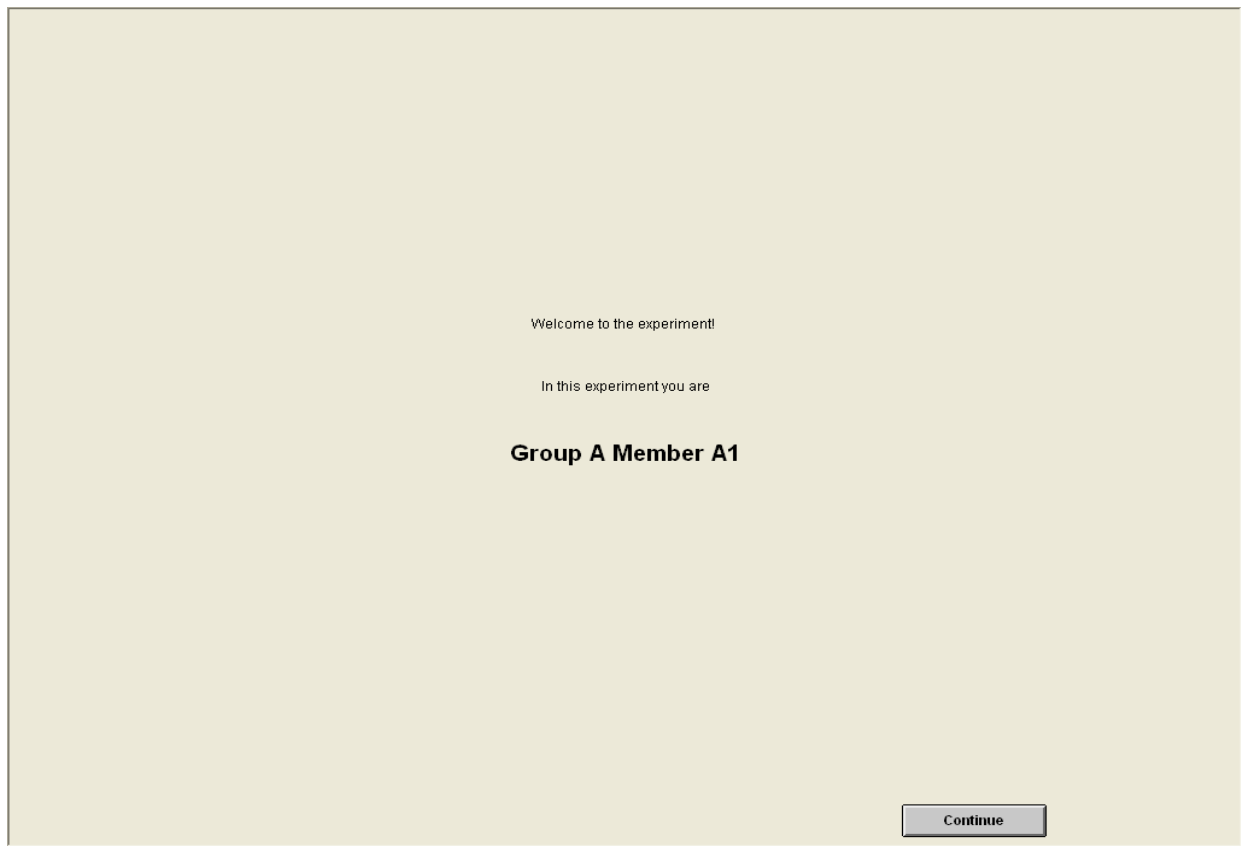 Welcome to the experiment!
In this experiment you are
Group A Member A1
Continue